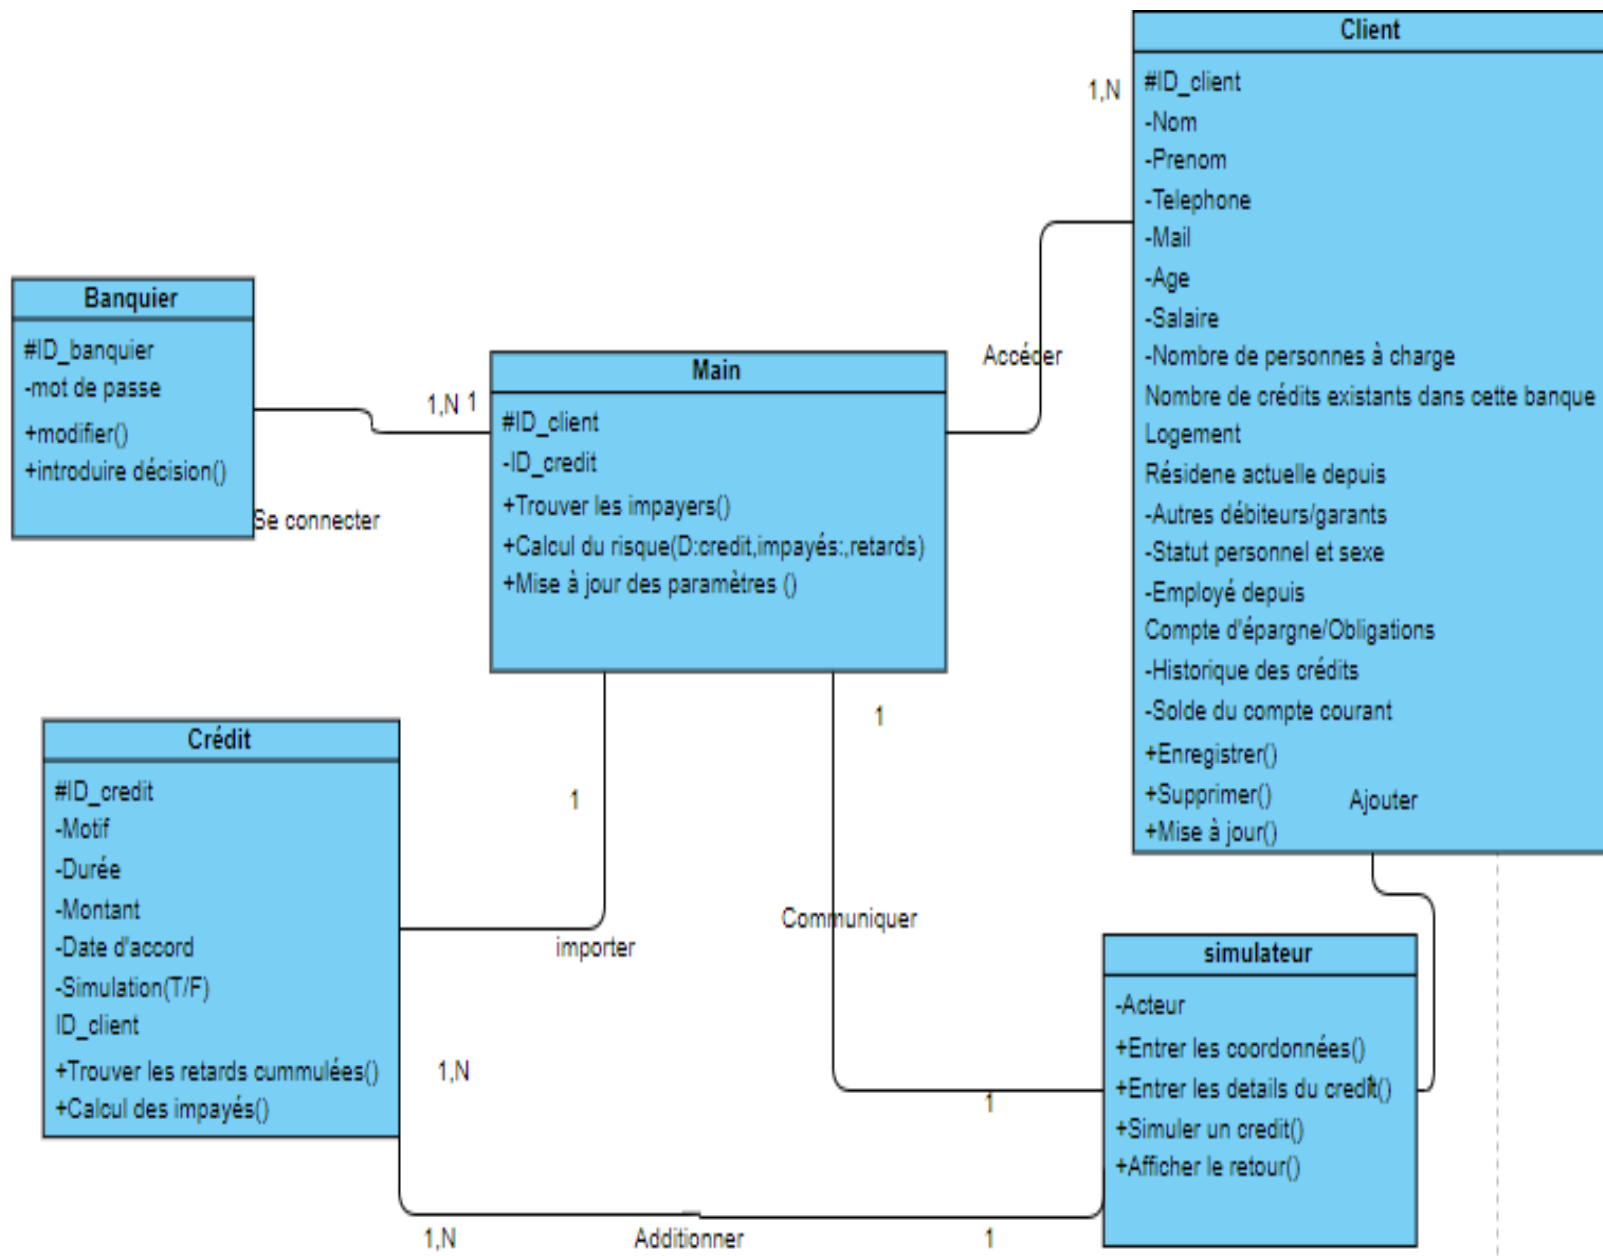 Client
#ID_client
-Nom
-Prenom
-Telephone
-Mail
-Age
-Salaire
-Nombre de personnes à charge
Nombre de crédits existants dans cette banque
Logement
Résidene actuelle depuis
-Autres débiteurs/garants
-Statut personnel et sexe
-Employé depuis
Compte d'épargne/Obligations
-Historique des crédits
-Solde du compte courant
+Enregistrer()
+Supprimer()
+Mise à jour()
1,N
Accéder
Ajouter
Banquier
#ID_banquier
-mot de passe
+modifier()
+introduire décision()
Se connecter
1,N 1
Main
#ID_client
-ID_credit
+Trouver les impayers()
+Calcul du risque(D:credit,impayés:,retards)
+Mise à jour des paramètres ()
1
1
importer
Communiquer
Crédit
#ID_credit
-Motif
-Durée
-Montant
-Date d'accord
-Simulation(T/F)
ID_client
+Trouver les retards cummulées()
+Calcul des impayés()
1,N
simulateur
-Acteur
+Entrer les coordonnées()
+Entrer les details du credit()
+Simuler un credit()
+Afficher le retour()
1
1
1,N
Additionner
1